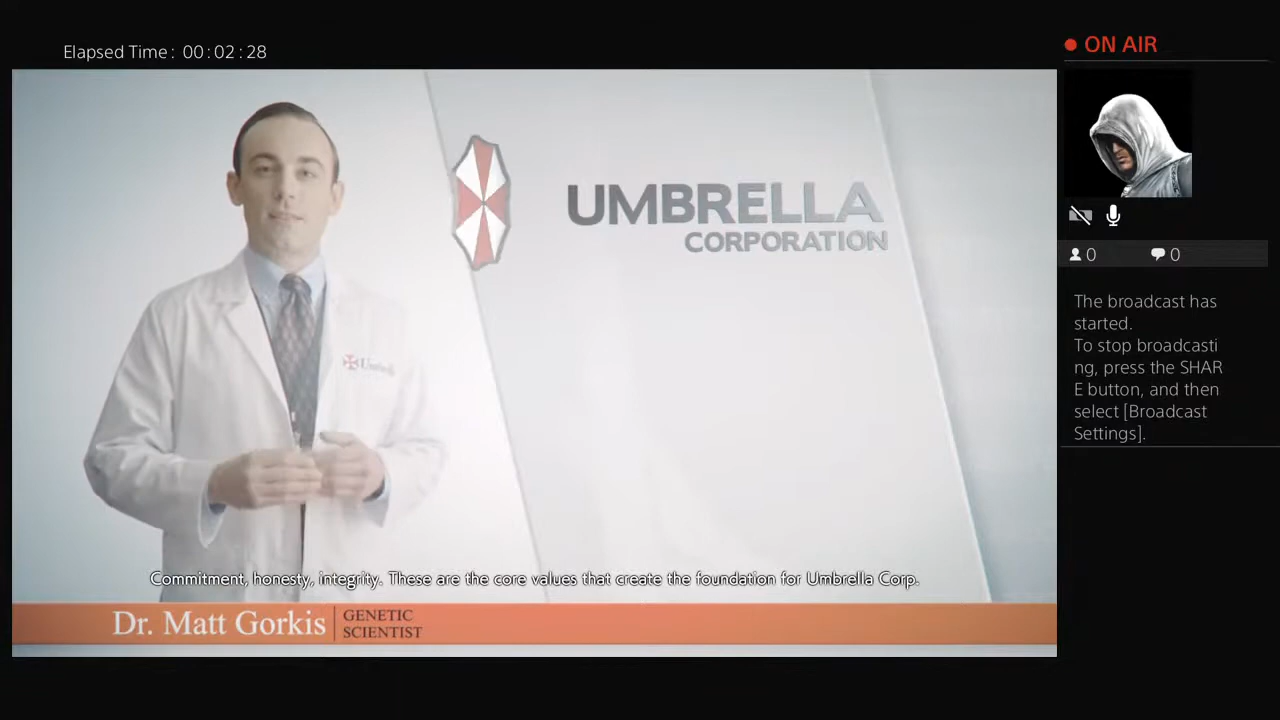 Elapsed Time: 00:02:28
ON AIR
UMBRELLA
CORPORATION
0
0
The broadcast has
started.
To stop broadcasti
ng, press the SHAR
E button, and then
select [Broadcast
Settings].
Commitment, honesty, integrity. These are the core values that create the foundation for Umbrella Corp.
Dr. Matt Gorkis
GENETIC
SCIENTIST